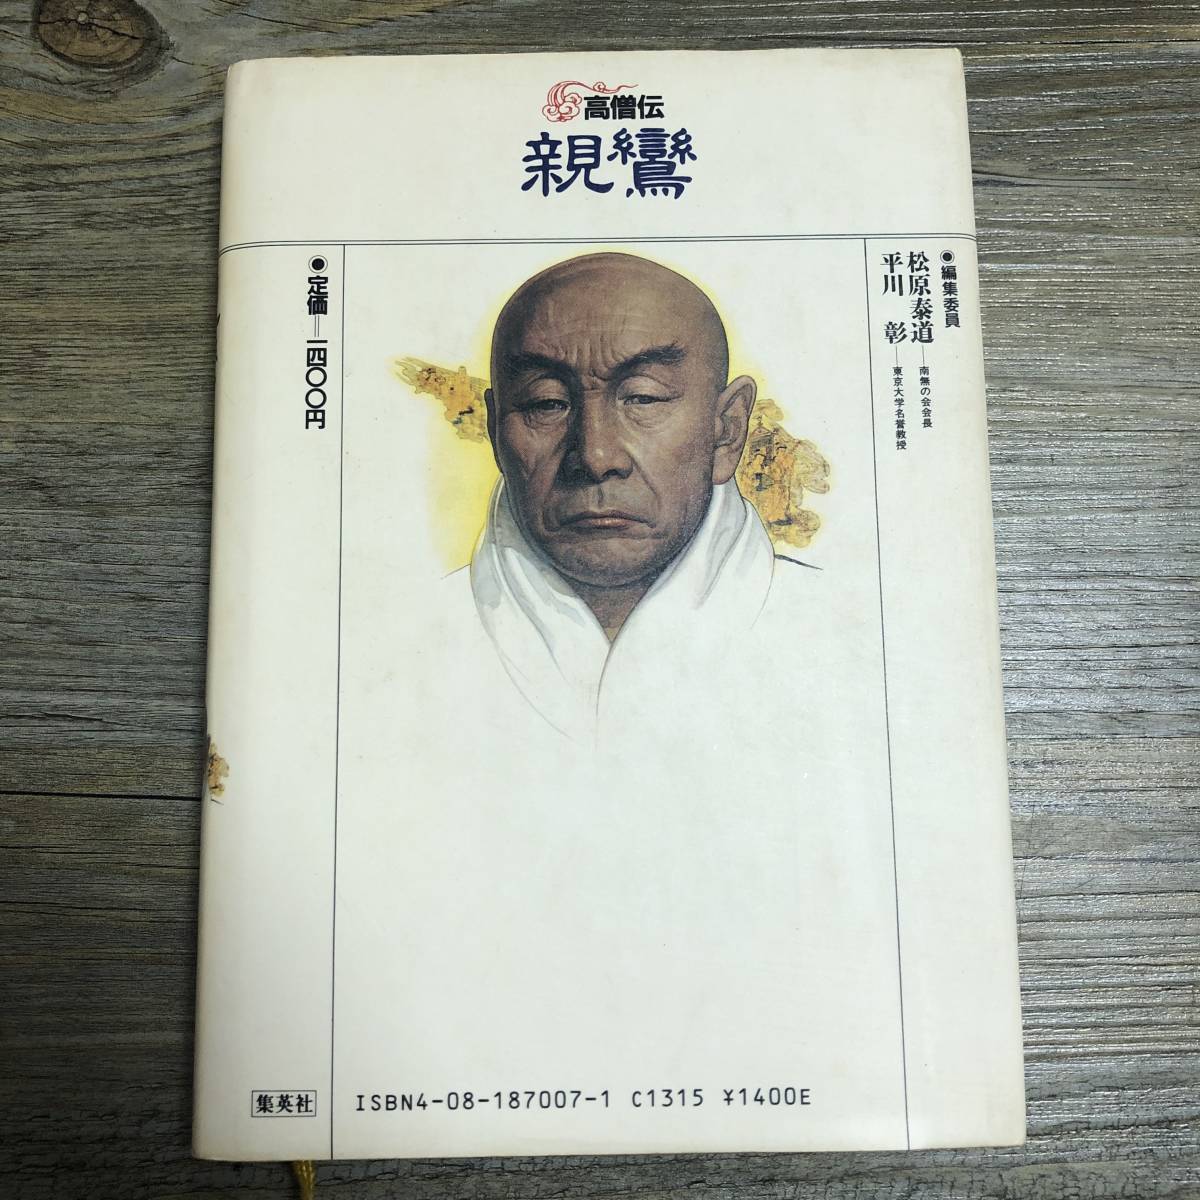 高僧伝
親鸞
●編集委員
松原泰道―南無の会会長
平川 彰―東京大学名誉教授
●定価=一四〇〇円
集英社
ISBN4-08-187007-1 C1315 ¥1400E